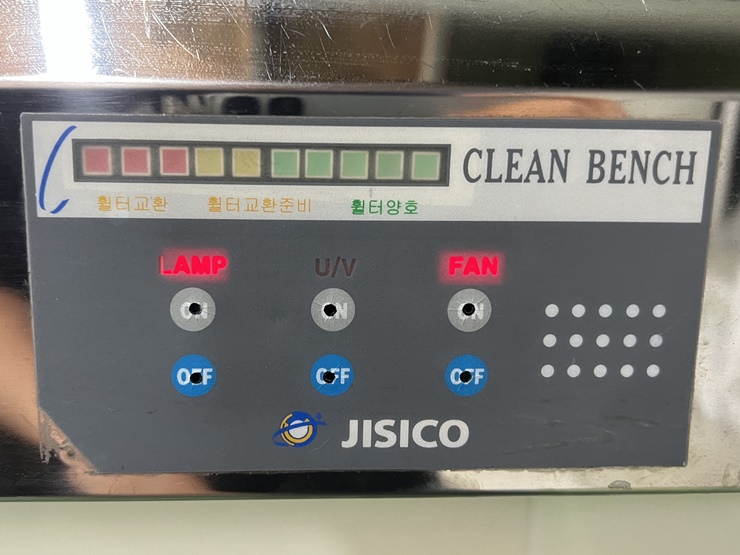 CLEAN BENCH
휠터교환 휠터교환준비 휠터양호
LAMP U/V FAN
ON ON ON
OFF OFF OFF
JISICO